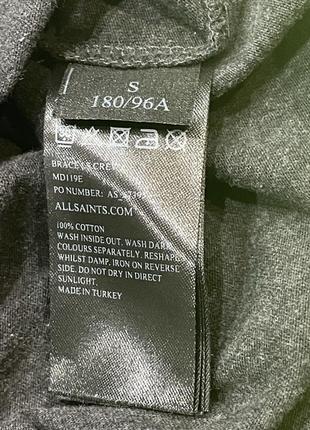 S
180/96A
BRACE LS CREW
MD119E
PO NUMBER: AS
ALLSAINTS.COM
100% COTTON
WASH INSIDE OUT. WASH DARK
COLOURS SEPARATELY. RESHAPE
WHILST DAMP. IRON ON REVERSE
SIDE. DO NOT DRY IN DIRECT
SUNLIGHT.
MADE IN TURKEY